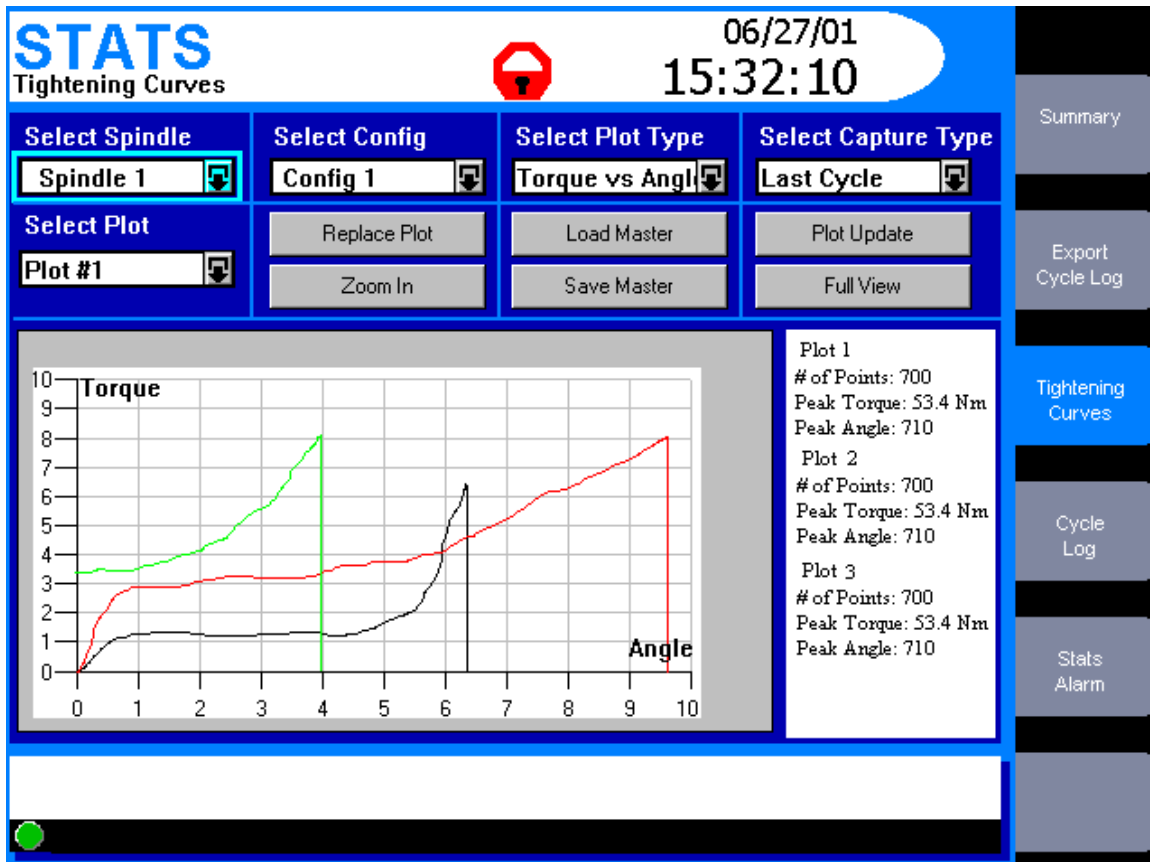 STATS
Tightening Curves
06/27/01
15:32:10
Select Spindle
Spindle 1
Select Config
Config 1
Select Plot Type
Torque vs Angl
Select Capture Type
Last Cycle
Select Plot
Plot #1
Replace Plot
Load Master
Plot Update
Zoom In
Save Master
Full View
Torque
10
9
8
7
6
5
4
3
2
1
0
Angle
0 1 2 3 4 5 6 7 8 9 10
Plot 1
# of Points: 700
Peak Torque: 53.4 Nm
Peak Angle: 710
Plot 2
# of Points: 700
Peak Torque: 53.4 Nm
Peak Angle: 710
Plot 3
# of Points: 700
Peak Torque: 53.4 Nm
Peak Angle: 710
Summary
Export
Cycle Log
Tightening
Curves
Cycle
Log
Stats
Alarm